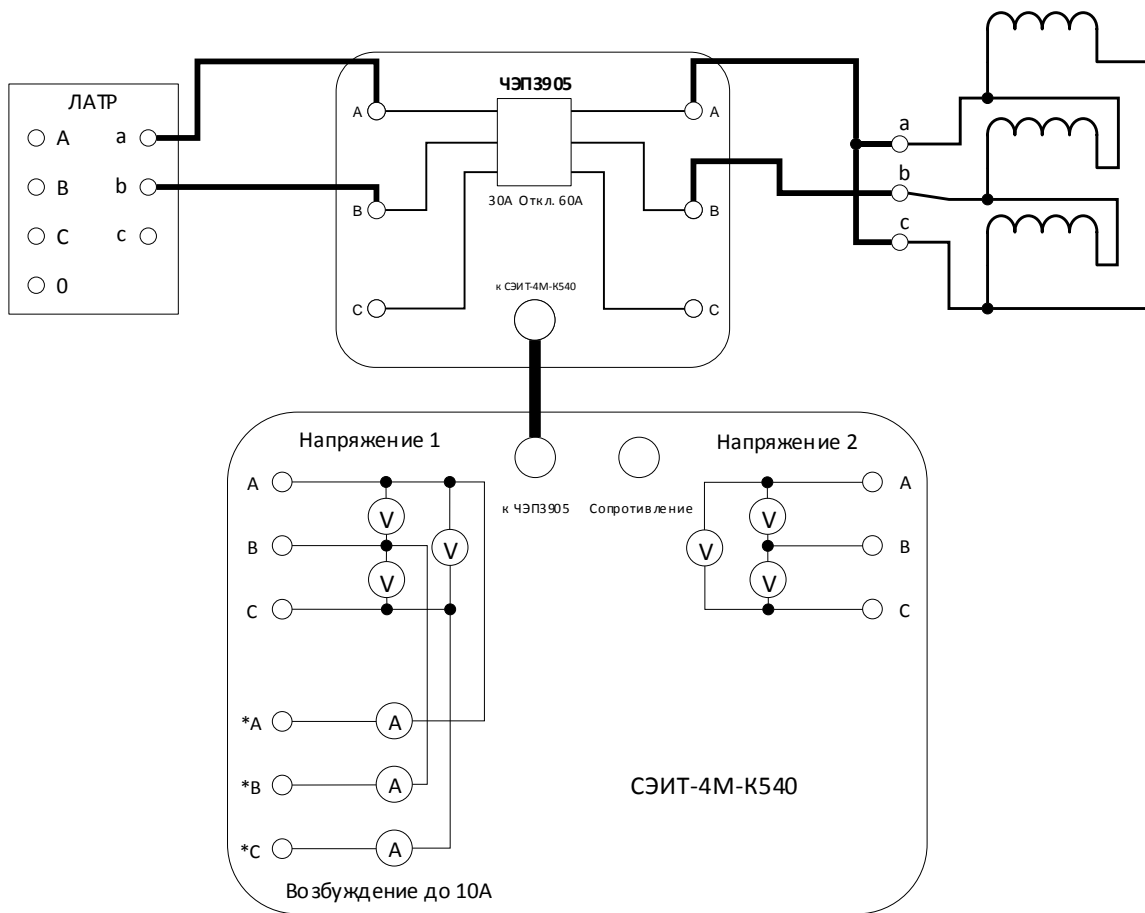 ЛАТР
A
a
B
b
C
c
0
ЧЭП3905
A
A
30А Откл. 60А
B
B
к СЭИТ-4М-К540
C
C
a
b
c
Напряжение 1
Напряжение 2
A
V
V
A
к ЧЭП3905
Сопротивление
B
V
V
B
V
V
C
C
*A
A
*B
A
СЭИТ-4М-К540
*C
A
Возбуждение до 10А